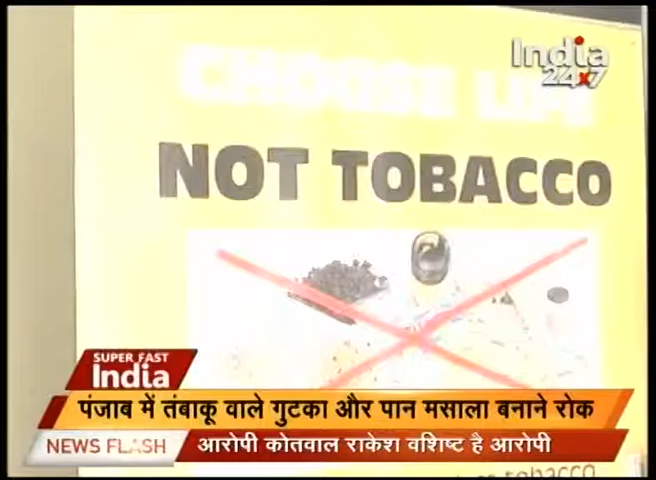 India
24x7
CHOOSE LIFE
NOT TOBACCO
SUPER FAST
India
पंजाब में तंबाकू वाले गुटका और पान मसाला बनाने रोक
NEWS FLASH
आरोपी कोतवाल राकेश वशिष्ट है आरोपी
tobacco